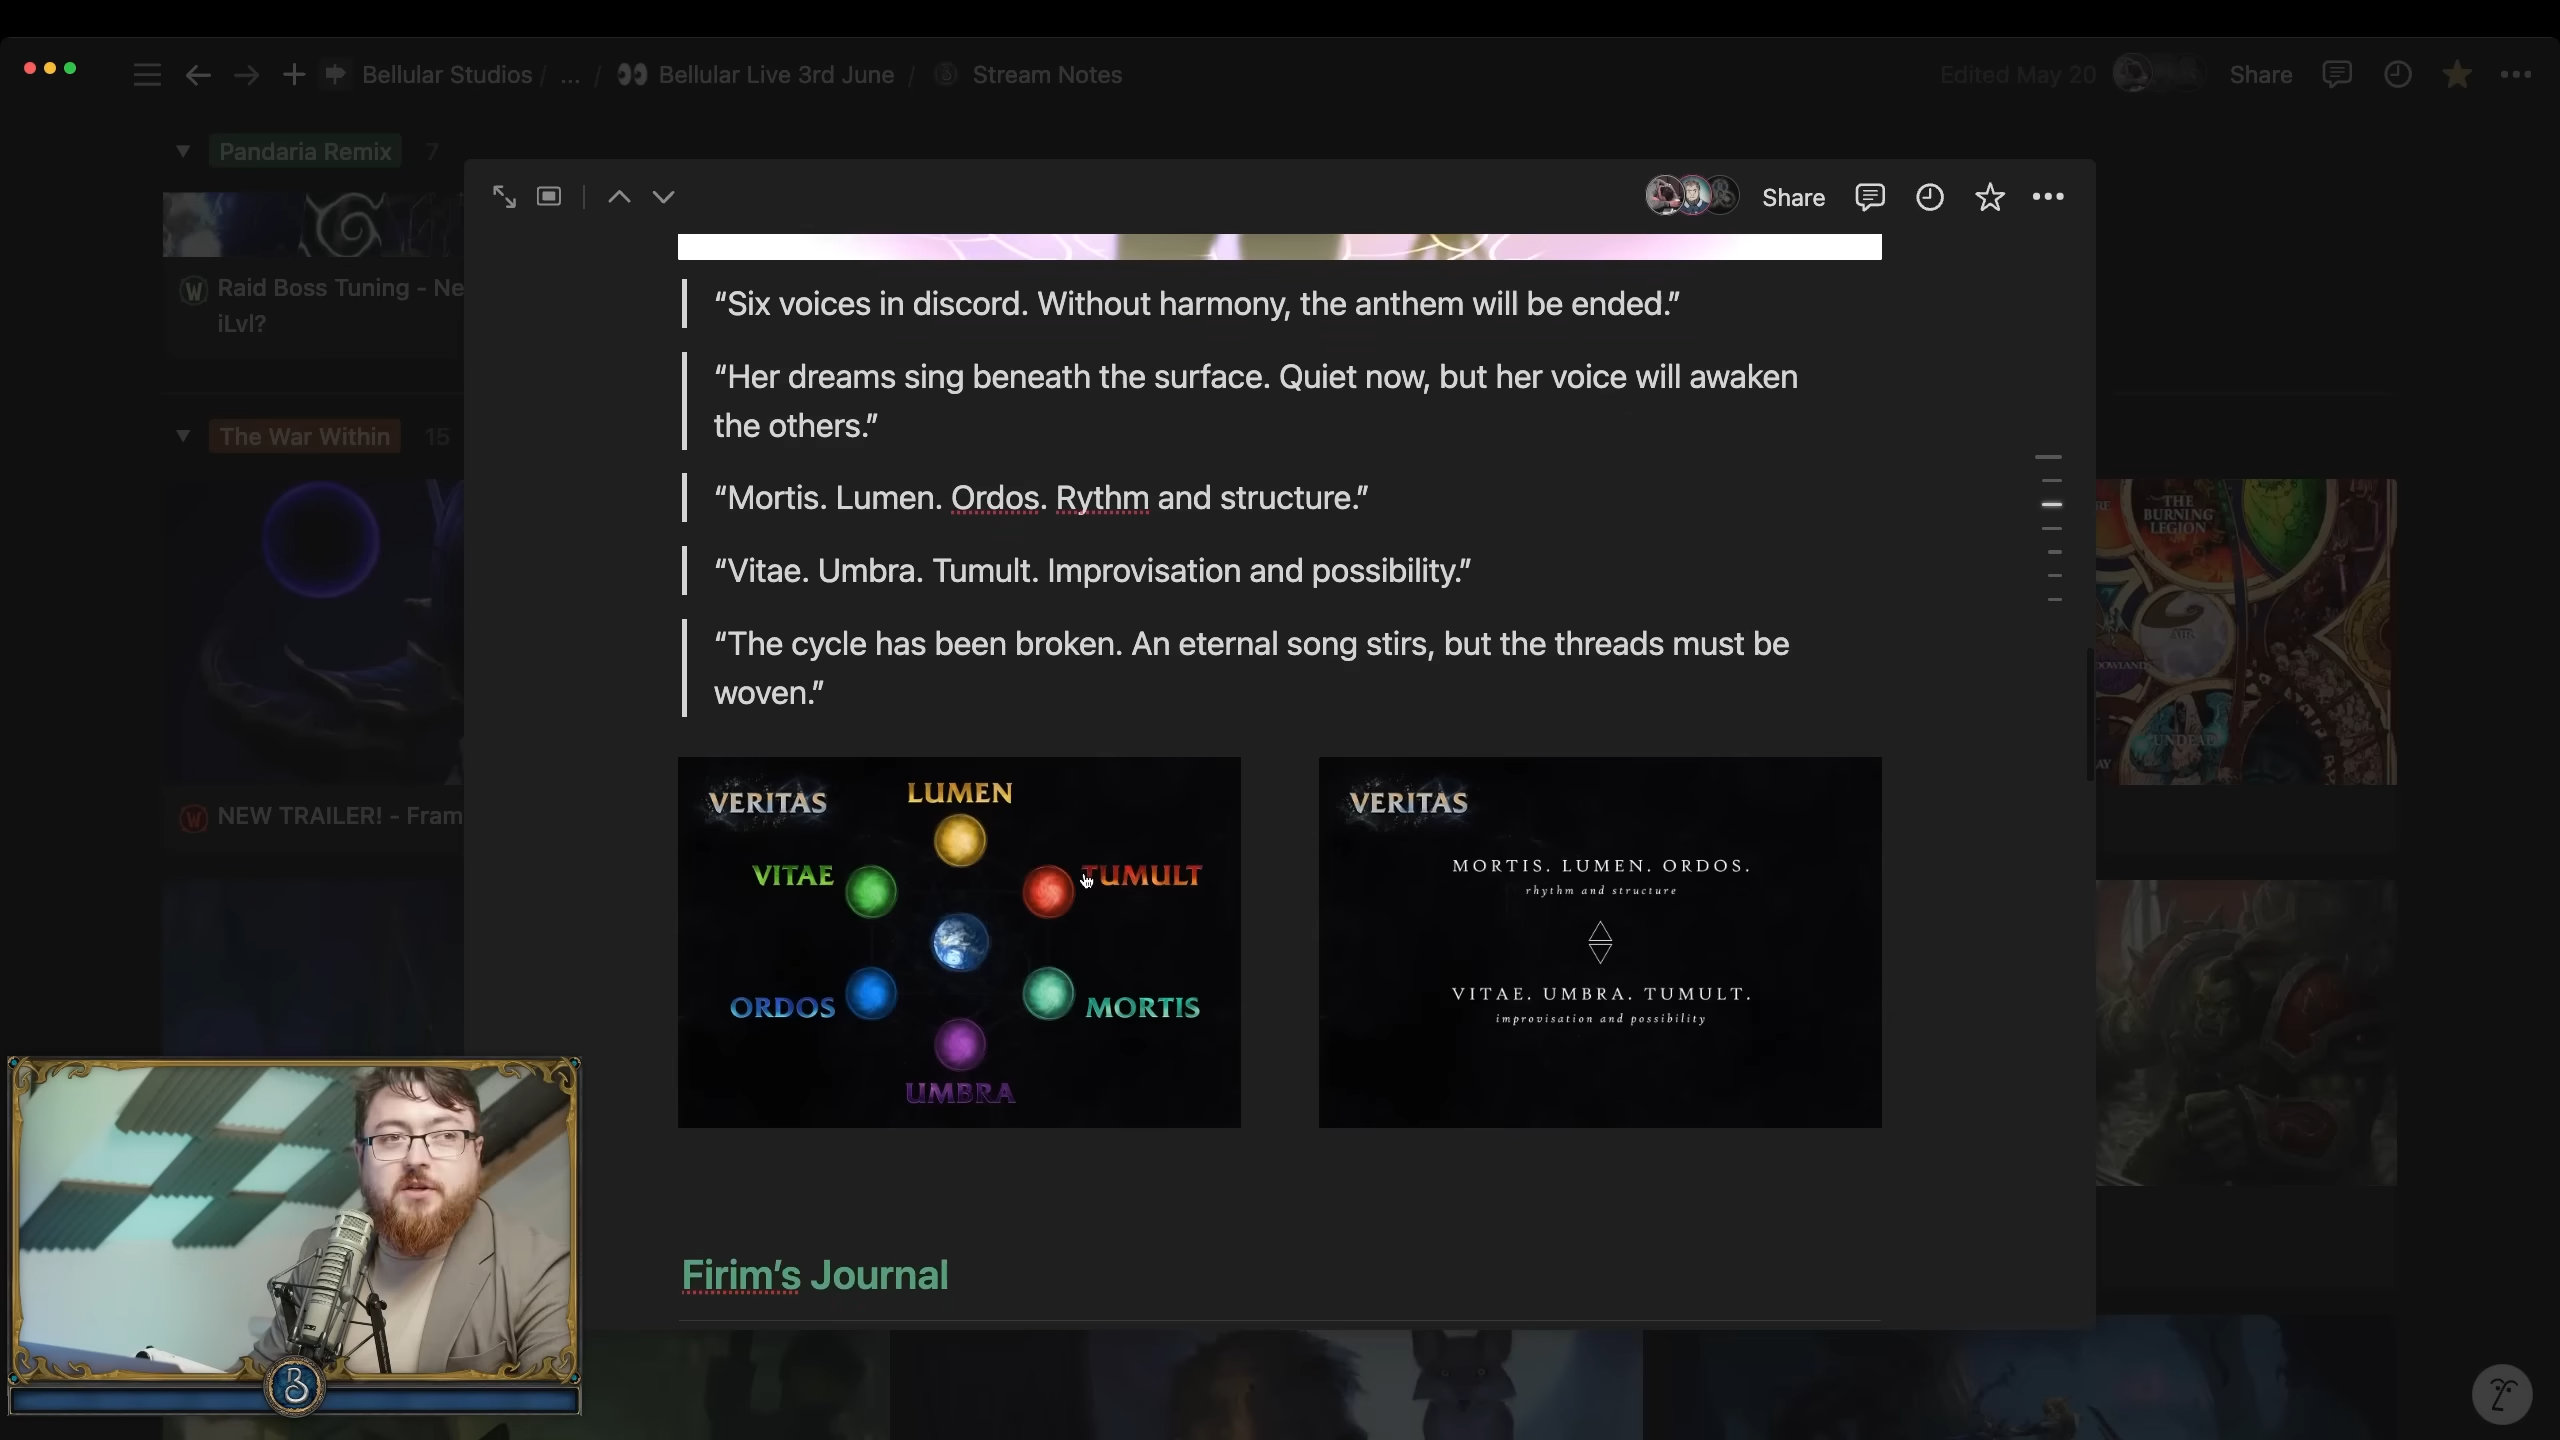 Bellular Studios / ... / 👀 Bellular Live 3rd June / Stream Notes
Edited May 20
Share
Pandaria Remix 7
Raid Boss Tuning - Ne
iLvl?
The War Within 15
NEW TRAILER! - Fram
Share
“Six voices in discord. Without harmony, the anthem will be ended.”
“Her dreams sing beneath the surface. Quiet now, but her voice will awaken
the others.”
“Mortis. Lumen. Ordos. Rythm and structure.”
“Vitae. Umbra. Tumult. Improvisation and possibility.”
“The cycle has been broken. An eternal song stirs, but the threads must be
woven.”
VERITAS
LUMEN
VITAE
TUMULT
ORDOS
MORTIS
UMBRA
VERITAS
MORTIS. LUMEN. ORDOS.
rhythm and structure
VITAE. UMBRA. TUMULT.
improvisation and possibility
Firim’s Journal
THE
BURNING
LEGION
UNDEAD
B